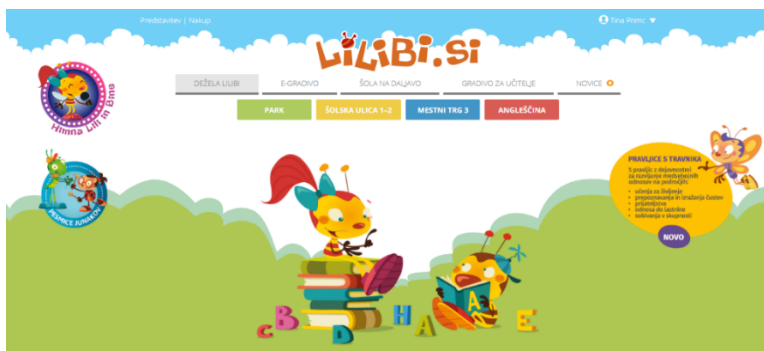 Predstavitev | Nakup
Tina Primc
LiLiBi.Si
DEŽELA LILIBI
E-GRADIVO
ŠOLA NA DALJAVO
GRADIVO ZA UČITELJE
NOVICE
PARK
ŠOLSKA ULICA 1–2
MESTNI TRG 3
ANGLEŠČINA
Himna Lili in Bine
PESMICE JUNAKOV
PRAVLJICE S TRAVNIKA
5 pravljic z dejavnostmi
za razvijanje medsebojnih
odnosov na področjih:
• učenja za življenje
• prepoznavanja in izražanja čustev
• prijateljstva
• odnosa do lastnine
• sobivanja v skupnosti
NOVO
A
C B D H A E